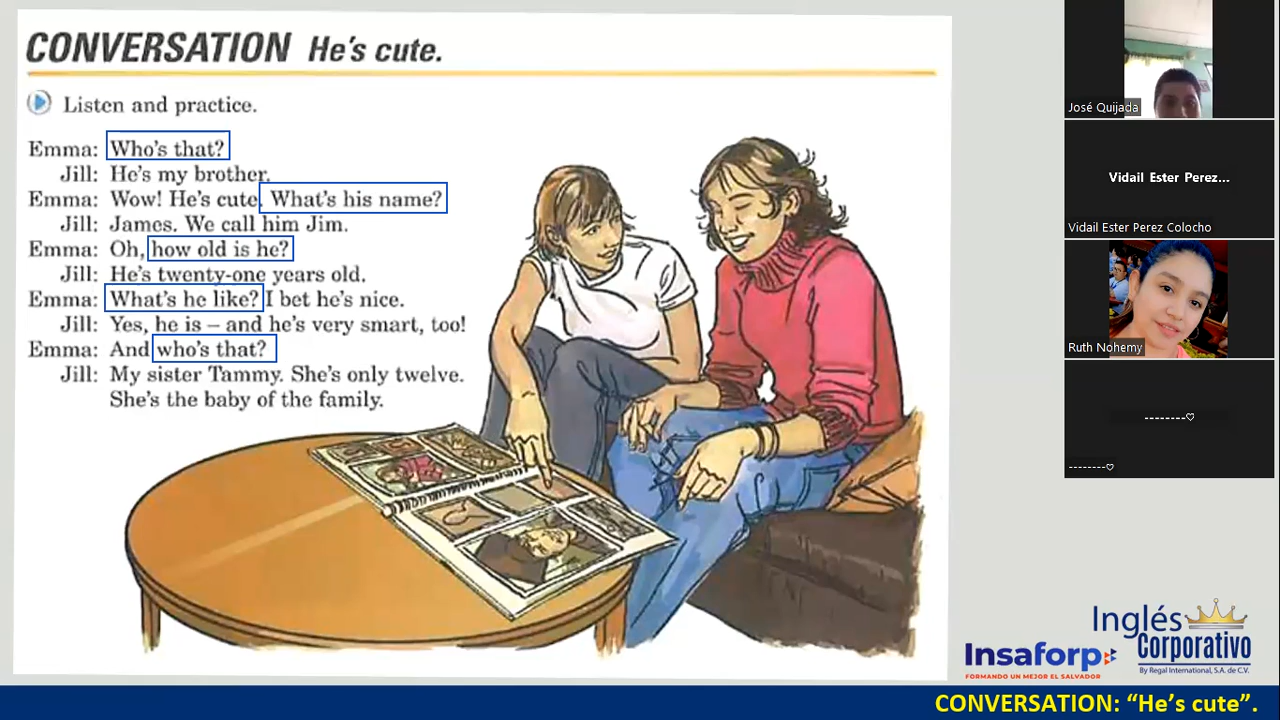 CONVERSATION He's cute.
Listen and practice.
Emma: Who's that?
Jill: He's my brother.
Emma: Wow! He's cute. What's his name?
Jill: James. We call him Jim.
Emma: Oh, how old is he?
Jill: He's twenty-one years old.
Emma: What's he like? I bet he's nice.
Jill: Yes, he is – and he's very smart, too!
Emma: And who's that?
Jill: My sister Tammy. She's only twelve.
She's the baby of the family.
José Quijada
Vidail Ester Perez...
Vidail Ester Perez Colocho
Ruth Nohemy
--------♡
--------♡
Insaforp
FORMANDO UN MEJOR EL SALVADOR
Inglés
Corporativo
By Regal International, S.A. de C.V.
CONVERSATION: “He’s cute”.